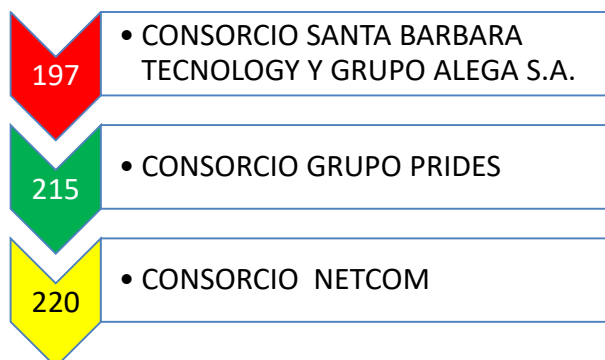 197
• CONSORCIO SANTA BARBARA
TECNOLOGY Y GRUPO ALEGA S.A.
215
• CONSORCIO GRUPO PRIDES
220
• CONSORCIO  NETCOM